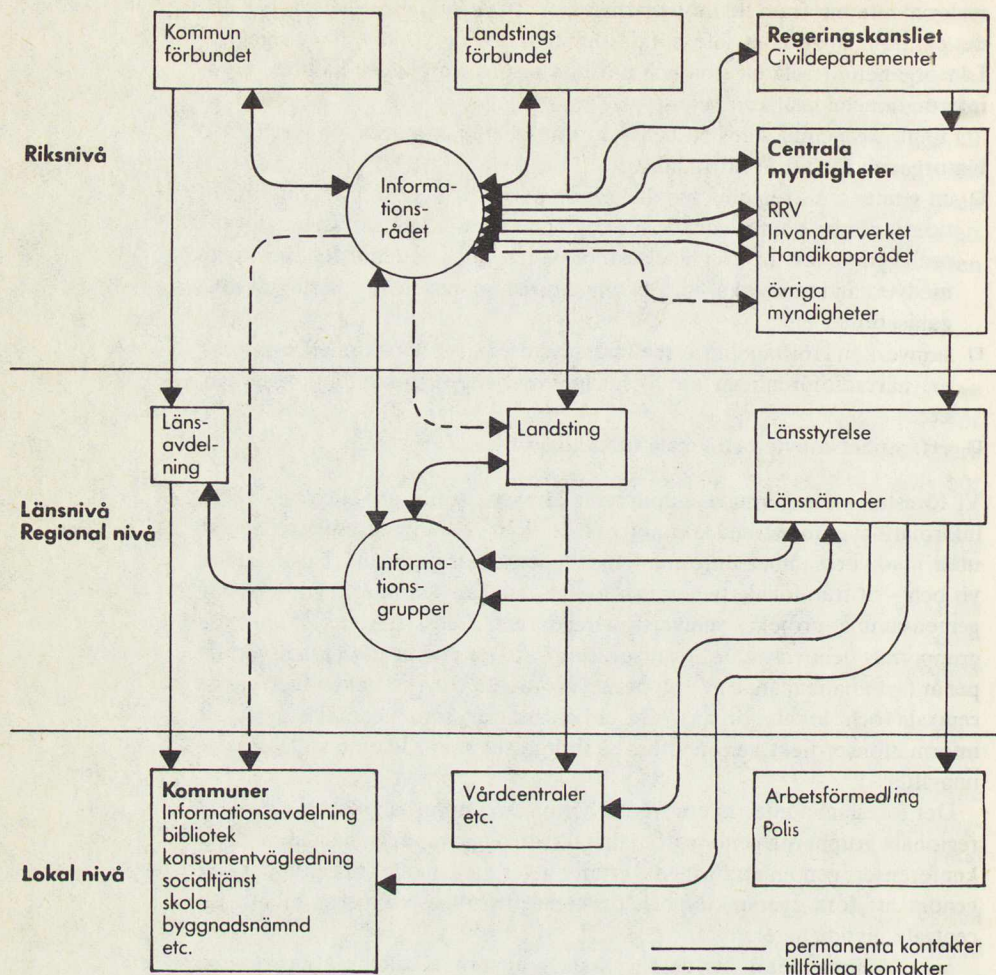 Kommun
förbundet
Landstings
förbundet
Regeringskansliet
Civildepartementet
Riksnivå
Informa-
tions-
rådet
Centrala
myndigheter
RRV
Invandrarverket
Handikapprådet
övriga
myndigheter
Läns-
avdel-
ning
Landsting
Länsstyrelse
Länsnämnder
Länsnivå
Regional nivå
Informa-
tions-
grupper
Lokal nivå
Kommuner
Informationsavdelning
bibliotek
konsumentvägledning
socialtjänst
skola
byggnadsnämnd
etc.
Vårdcentraler
etc.
Arbetsförmedling
Polis
permanenta kontakter
tillfälliga kontakter